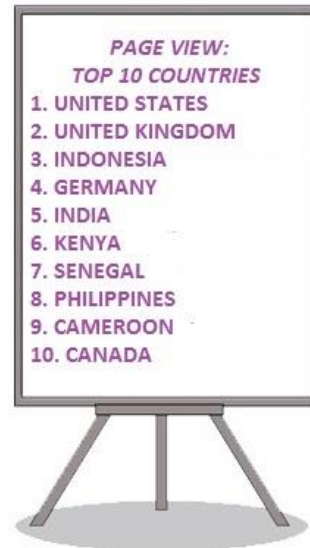 PAGE VIEW:
TOP 10 COUNTRIES
1. UNITED STATES
2. UNITED KINGDOM
3. INDONESIA
4. GERMANY
5. INDIA
6. KENYA
7. SENEGAL
8. PHILIPPINES
9. CAMEROON
10. CANADA